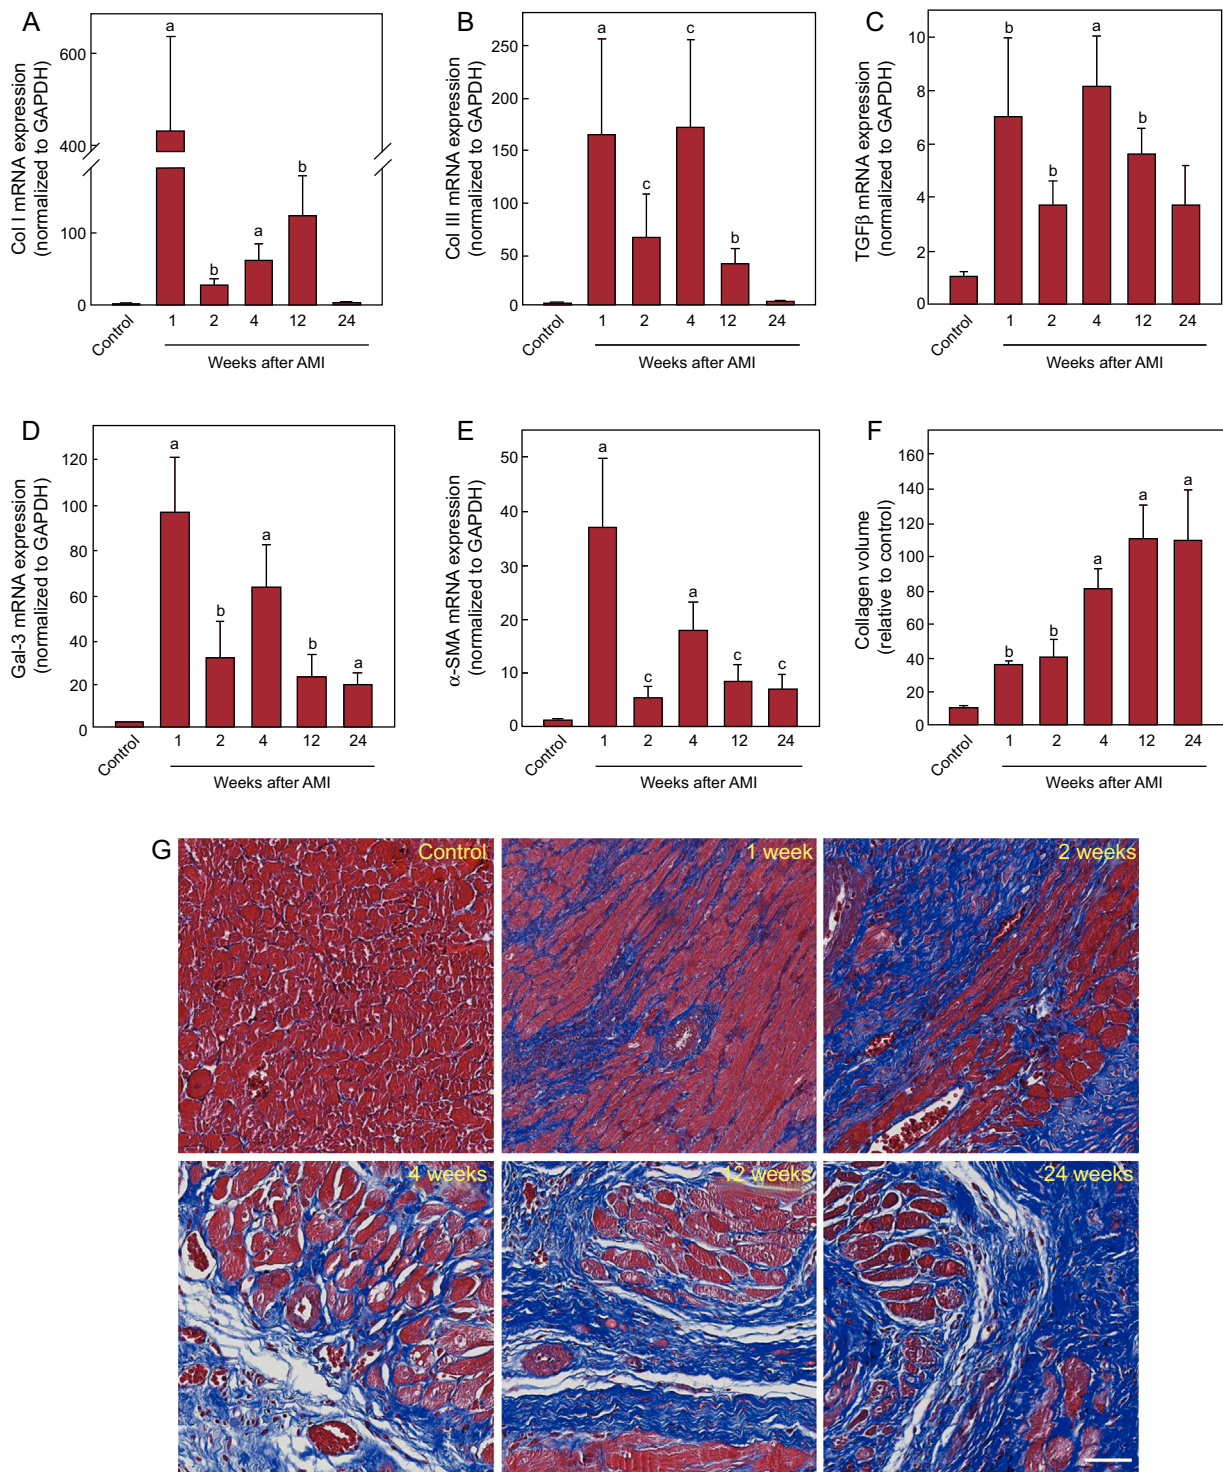 A
Col I mRNA expression
(normalized to GAPDH)
600
400
100
0
a
b
a
b
Control
1
2
4
12
24
Weeks after AMI
B
Col III mRNA expression
(normalized to GAPDH)
250
200
150
100
50
0
a
c
c
b
Control
1
2
4
12
24
Weeks after AMI
C
TGFβ mRNA expression
(normalized to GAPDH)
10
8
6
4
2
0
b
b
a
b
Control
1
2
4
12
24
Weeks after AMI
D
Gal-3 mRNA expression
(normalized to GAPDH)
120
100
80
60
40
20
0
a
b
a
b
a
Control
1
2
4
12
24
Weeks after AMI
E
α-SMA mRNA expression
(normalized to GAPDH)
50
40
30
20
10
0
a
c
a
c
c
Control
1
2
4
12
24
Weeks after AMI
F
Collagen volume
(relative to control)
160
140
120
100
80
60
40
20
0
b
b
a
a
a
Control
1
2
4
12
24
Weeks after AMI
G
Control
1 week
2 weeks
4 weeks
12 weeks
24 weeks